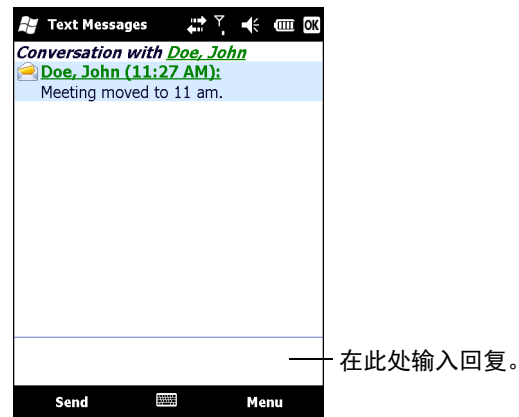 Text Messages OK
Conversation with Doe, John
Doe, John (11:27 AM):
Meeting moved to 11 am.
在此处输入回复。
Send Menu